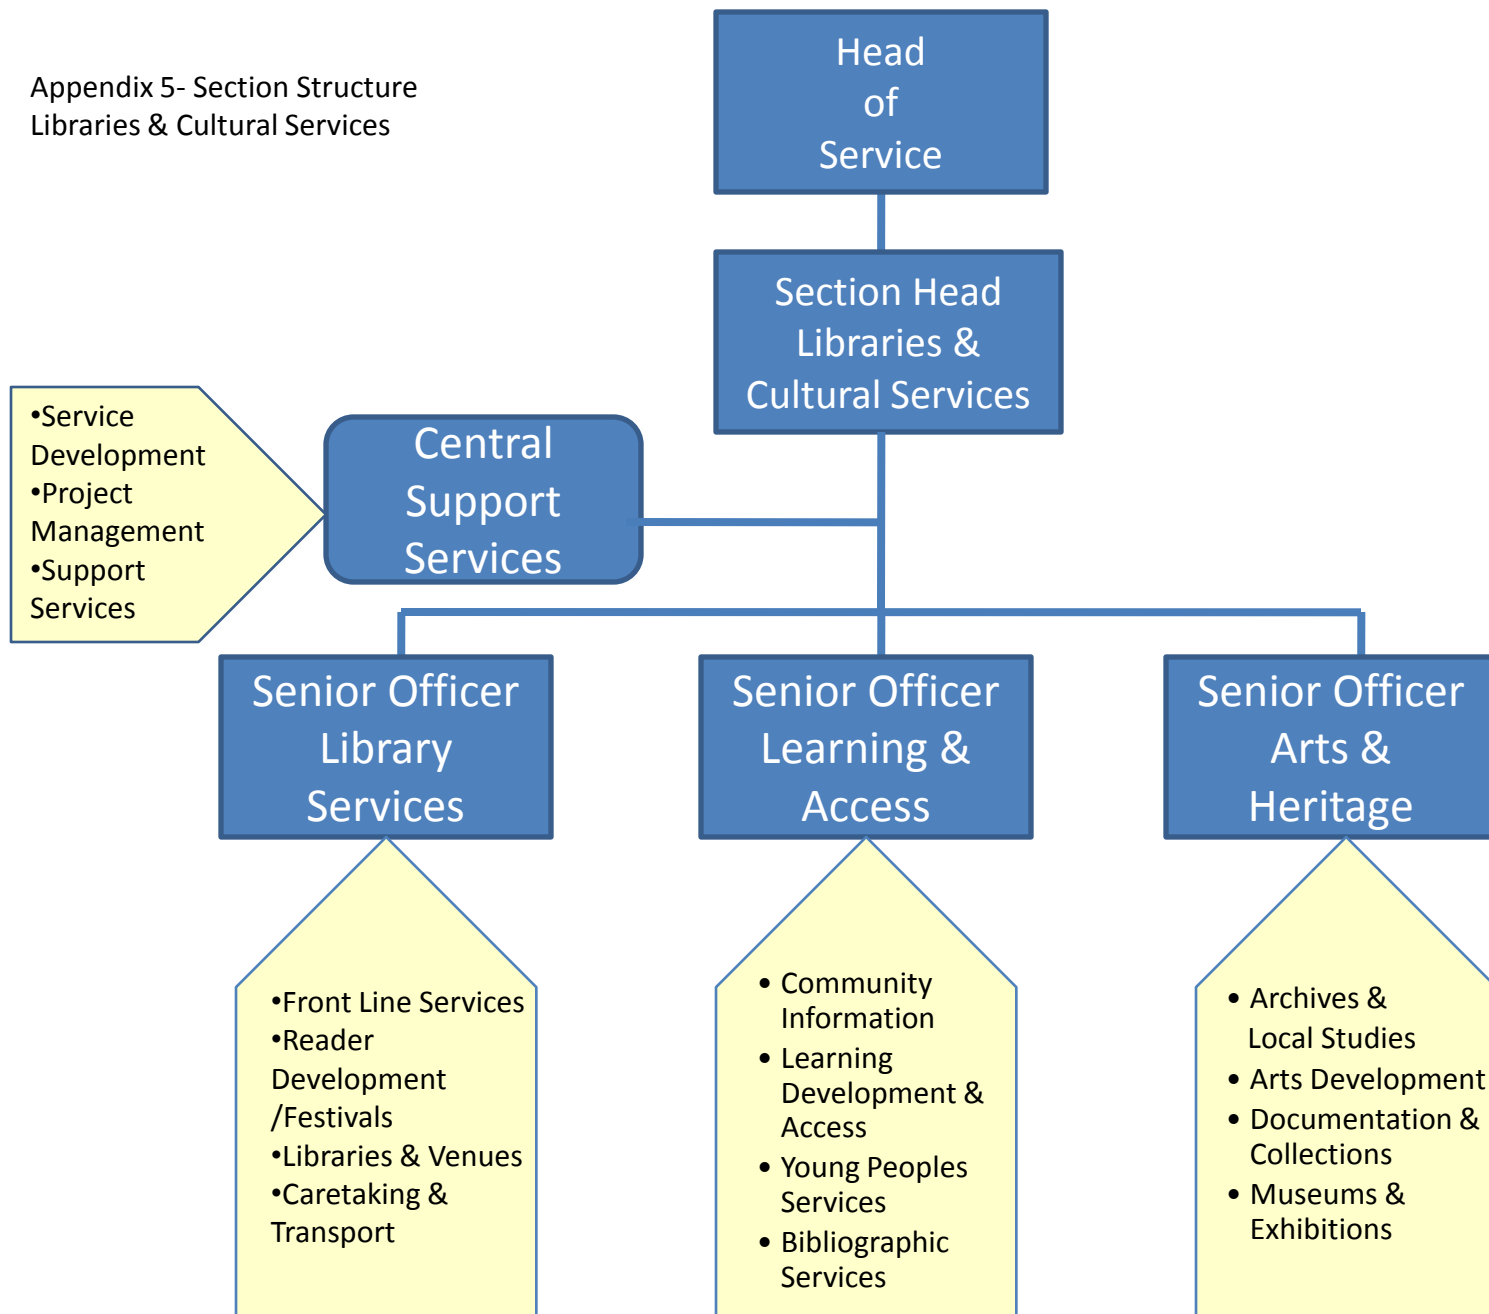 Appendix 5- Section Structure
Libraries & Cultural Services
Head
of
Service
Section Head
Libraries &
Cultural Services
•Service
Development
•Project
Management
•Support
Services
Central
Support
Services
Senior Officer
Library
Services
Senior Officer
Learning &
Access
Senior Officer
Arts &
Heritage
•Front Line Services
•Reader
Development
/Festivals
•Libraries & Venues
•Caretaking &
Transport
• Community
Information
• Learning
Development &
Access
• Young Peoples
Services
• Bibliographic
Services
• Archives &
Local Studies
• Arts Development
• Documentation &
Collections
• Museums &
Exhibitions